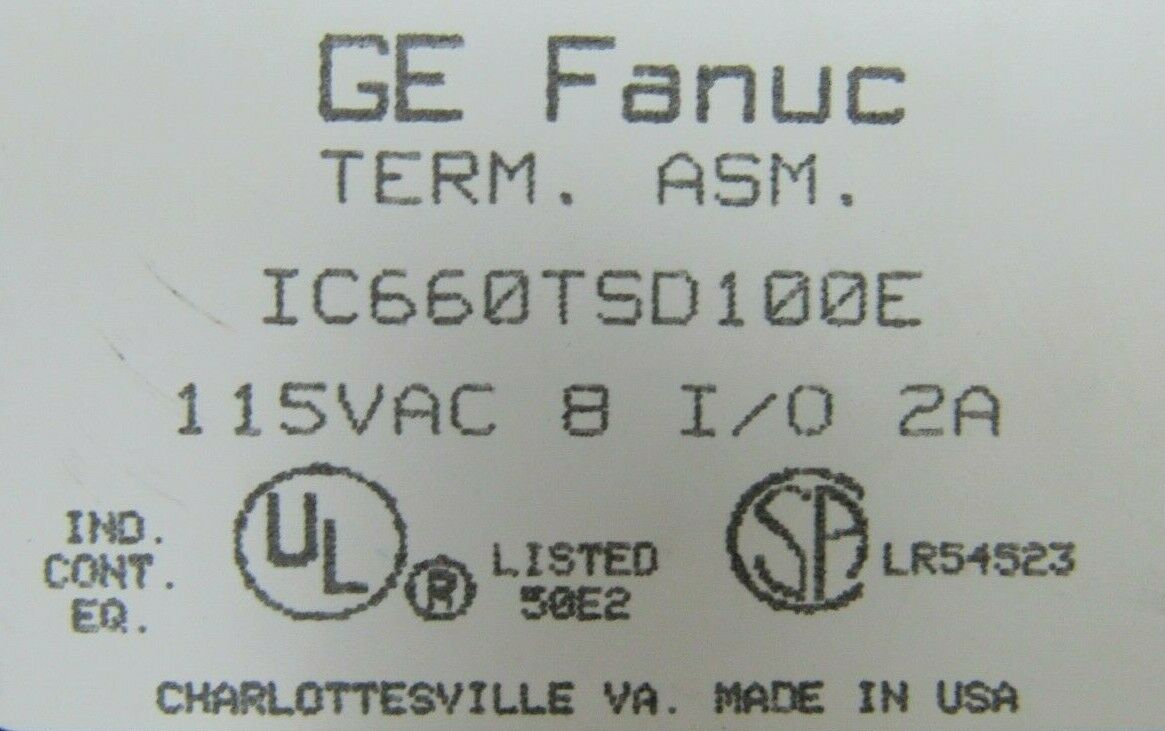 GE Fanuc
TERM. ASM.
IC660TSD100E
115VAC 8 I/O 2A
IND.
CONT.
EQ.
UL
R
LISTED
50E2
SA
LR54523
CHARLOTTESVILLE VA. MADE IN USA